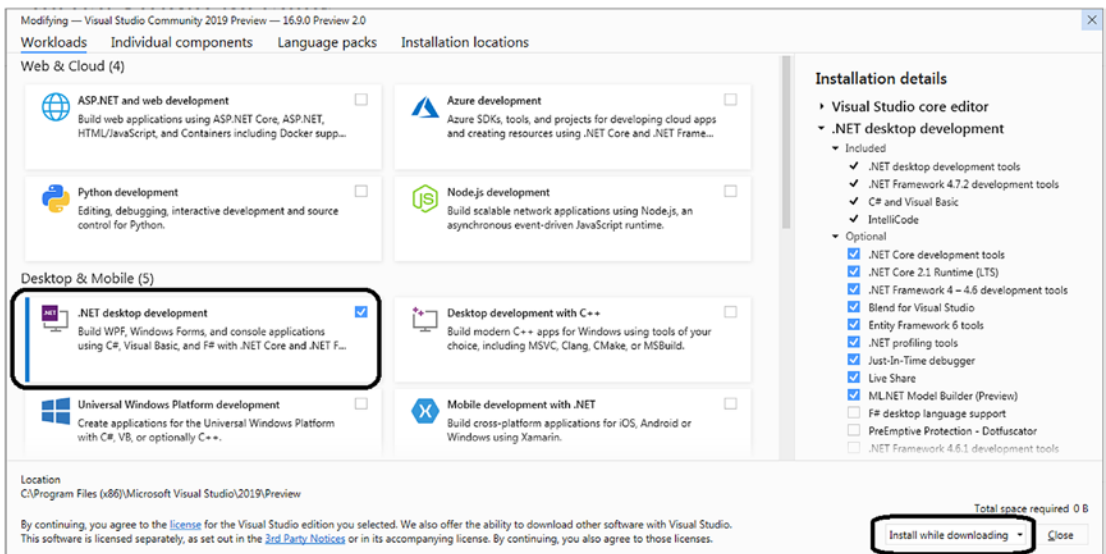 Modifying — Visual Studio Community 2019 Preview — 16.9.0 Preview 2.0
Workloads Individual components Language packs Installation locations
Web & Cloud (4)
ASP.NET and web development
Build web applications using ASP.NET Core, ASP.NET,
HTML/JavaScript, and Containers including Docker supp...
Azure development
Azure SDKs, tools, and projects for developing cloud apps
and creating resources using .NET Core and .NET Frame...
Python development
Editing, debugging, interactive development and source
control for Python.
Node.js development
Build scalable network applications using Node.js, an
asynchronous event-driven JavaScript runtime.
Desktop & Mobile (5)
.NET
.NET desktop development
Build WPF, Windows Forms, and console applications
using C#, Visual Basic, and F# with .NET Core and .NET F...
Desktop development with C++
Build modern C++ apps for Windows using tools of your
choice, including MSVC, Clang, CMake, or MSBuild.
Universal Windows Platform development
Create applications for the Universal Windows Platform
with C#, VB, or optionally C++.
Mobile development with .NET
Build cross-platform applications for iOS, Android or
Windows using Xamarin.
Installation details
Visual Studio core editor
.NET desktop development
Included
.NET desktop development tools
.NET Framework 4.7.2 development tools
C# and Visual Basic
IntelliCode
Optional
.NET Core development tools
.NET Core 2.1 Runtime (LTS)
.NET Framework 4 – 4.6 development tools
Blend for Visual Studio
Entity Framework 6 tools
.NET profiling tools
Just-In-Time debugger
Live Share
ML.NET Model Builder (Preview)
F# desktop language support
PreEmptive Protection - Dotfuscator
.NET Framework 4.6.1 development tools
Location
C:\Program Files (x86)\Microsoft Visual Studio\2019\Preview
By continuing, you agree to the license for the Visual Studio edition you selected. We also offer the ability to download other software with Visual Studio.
This software is licensed separately, as set out in the 3rd Party Notices or in its accompanying license. By continuing, you also agree to those licenses.
Total space required 0 B
Install while downloading
Close